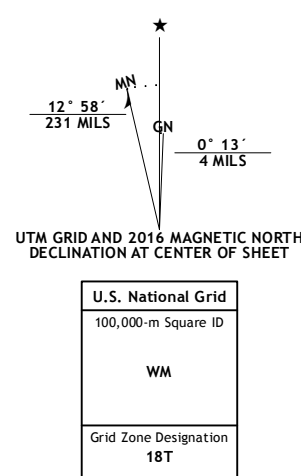 ★
MN
12° 58´
231 MILS
GN
0° 13´
4 MILS
UTM GRID AND 2016 MAGNETIC NORTH
DECLINATION AT CENTER OF SHEET
U.S. National Grid
100,000-m Square ID
WM
Grid Zone Designation
18T